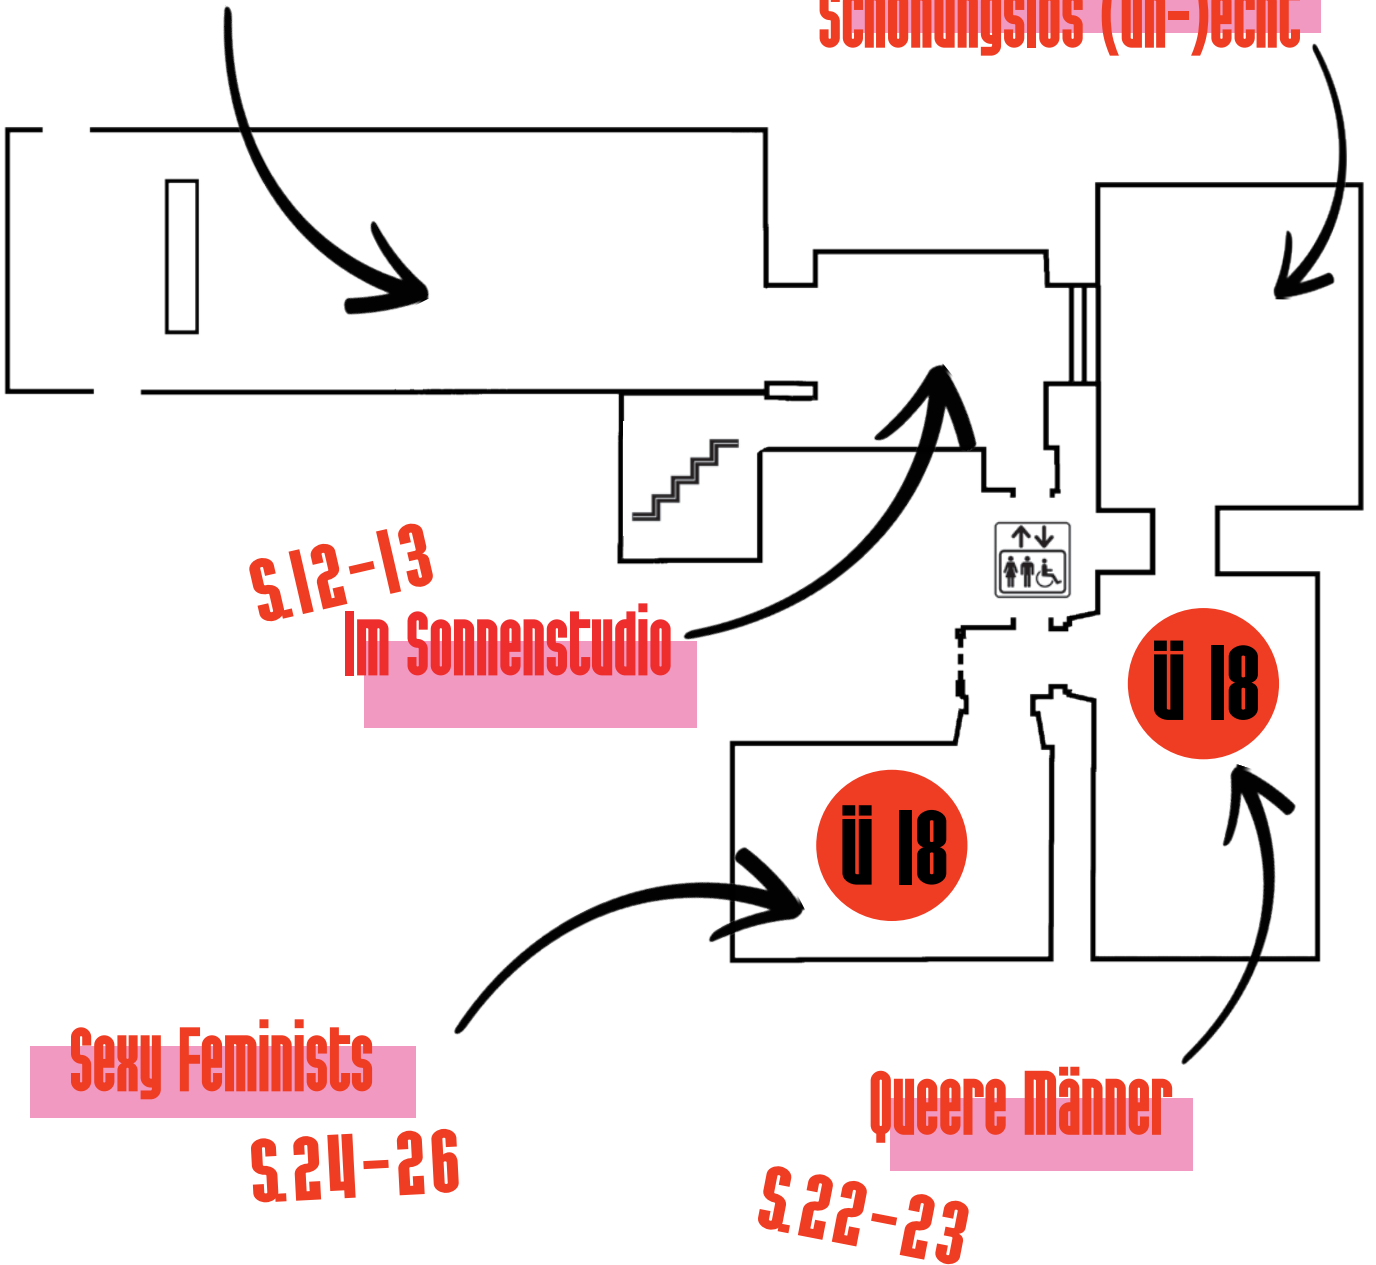 Schonungslos (un-)echt
S.12-13
Im Sonnenstudio
Ü 18
Ü 18
Sexy Feminists
S.24-26
Queere Männer
S.22-23